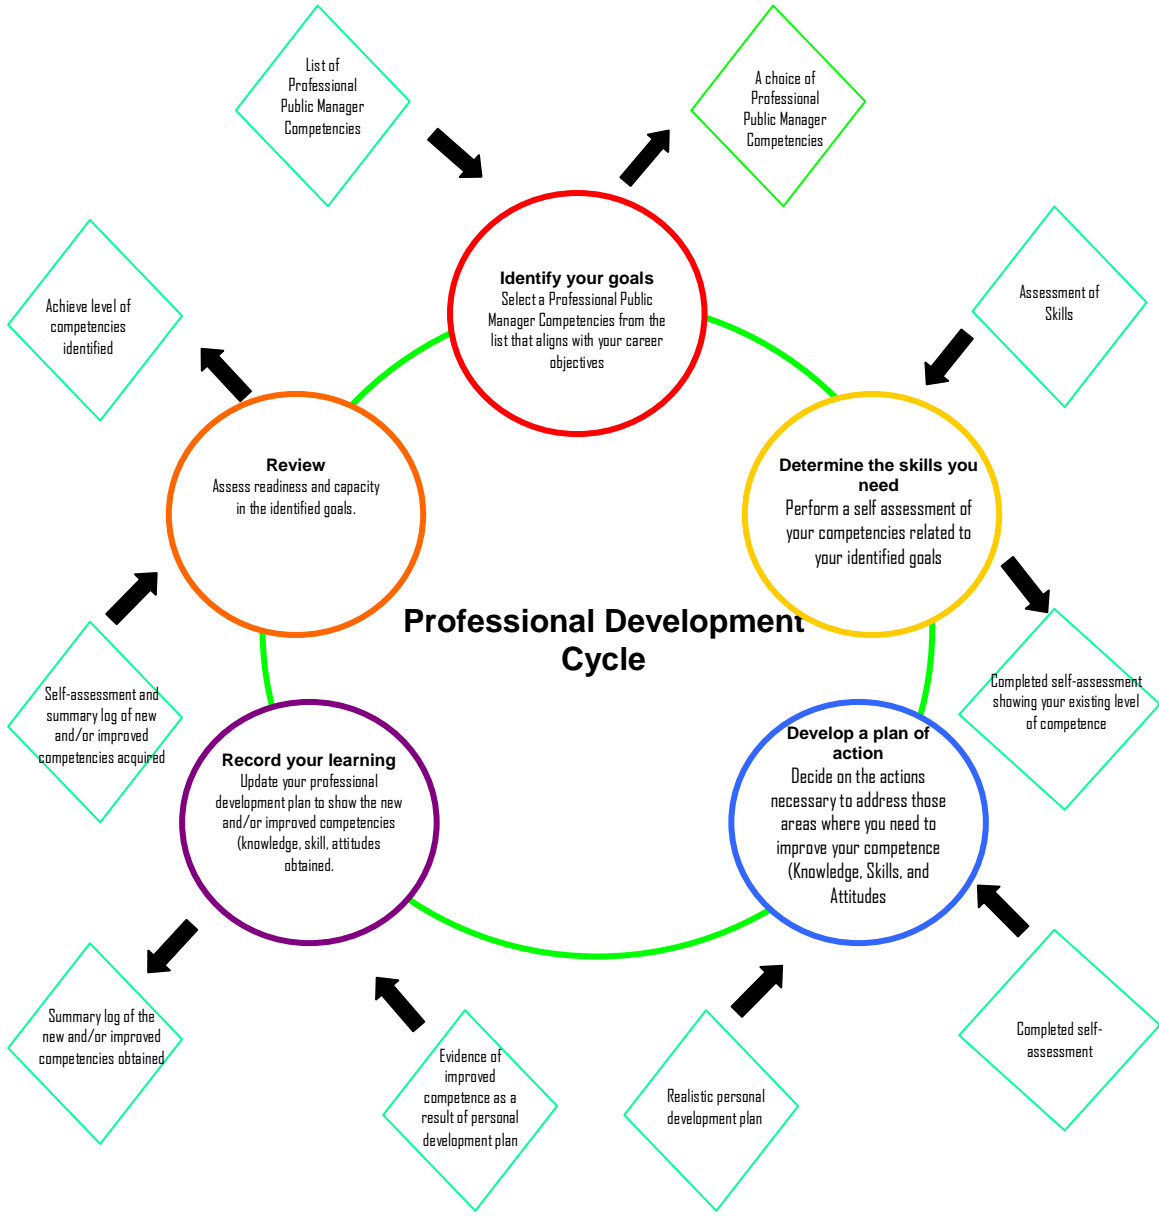 List of
Professional
Public Manager
Competencies
A choice of
Professional
Public Manager
Competencies
Identify your goals
Select a Professional Public
Manager Competencies from the
list that aligns with your career
objectives
Achieve level of
competencies
identified
Assessment of
Skills
Review
Assess readiness and capacity
in the identified goals.
Determine the skills you
need
Perform a self assessment of
your competencies related to
your identified goals
Professional Development
Cycle
Self-assessment and
summary log of new
and/or improved
competencies acquired
Completed self-assessment
showing your existing level
of competence
Record your learning
Update your professional
development plan to show the new
and/or improved competencies
(knowledge, skill, attitudes
obtained.
Develop a plan of
action
Decide on the actions
necessary to address those
areas where you need to
improve your competence
(Knowledge, Skills, and
Attitudes
Summary log of the
new and/or improved
competencies obtained
Evidence of
improved
competence as a
result of personal
development plan
Realistic personal
development plan
Completed self-
assessment